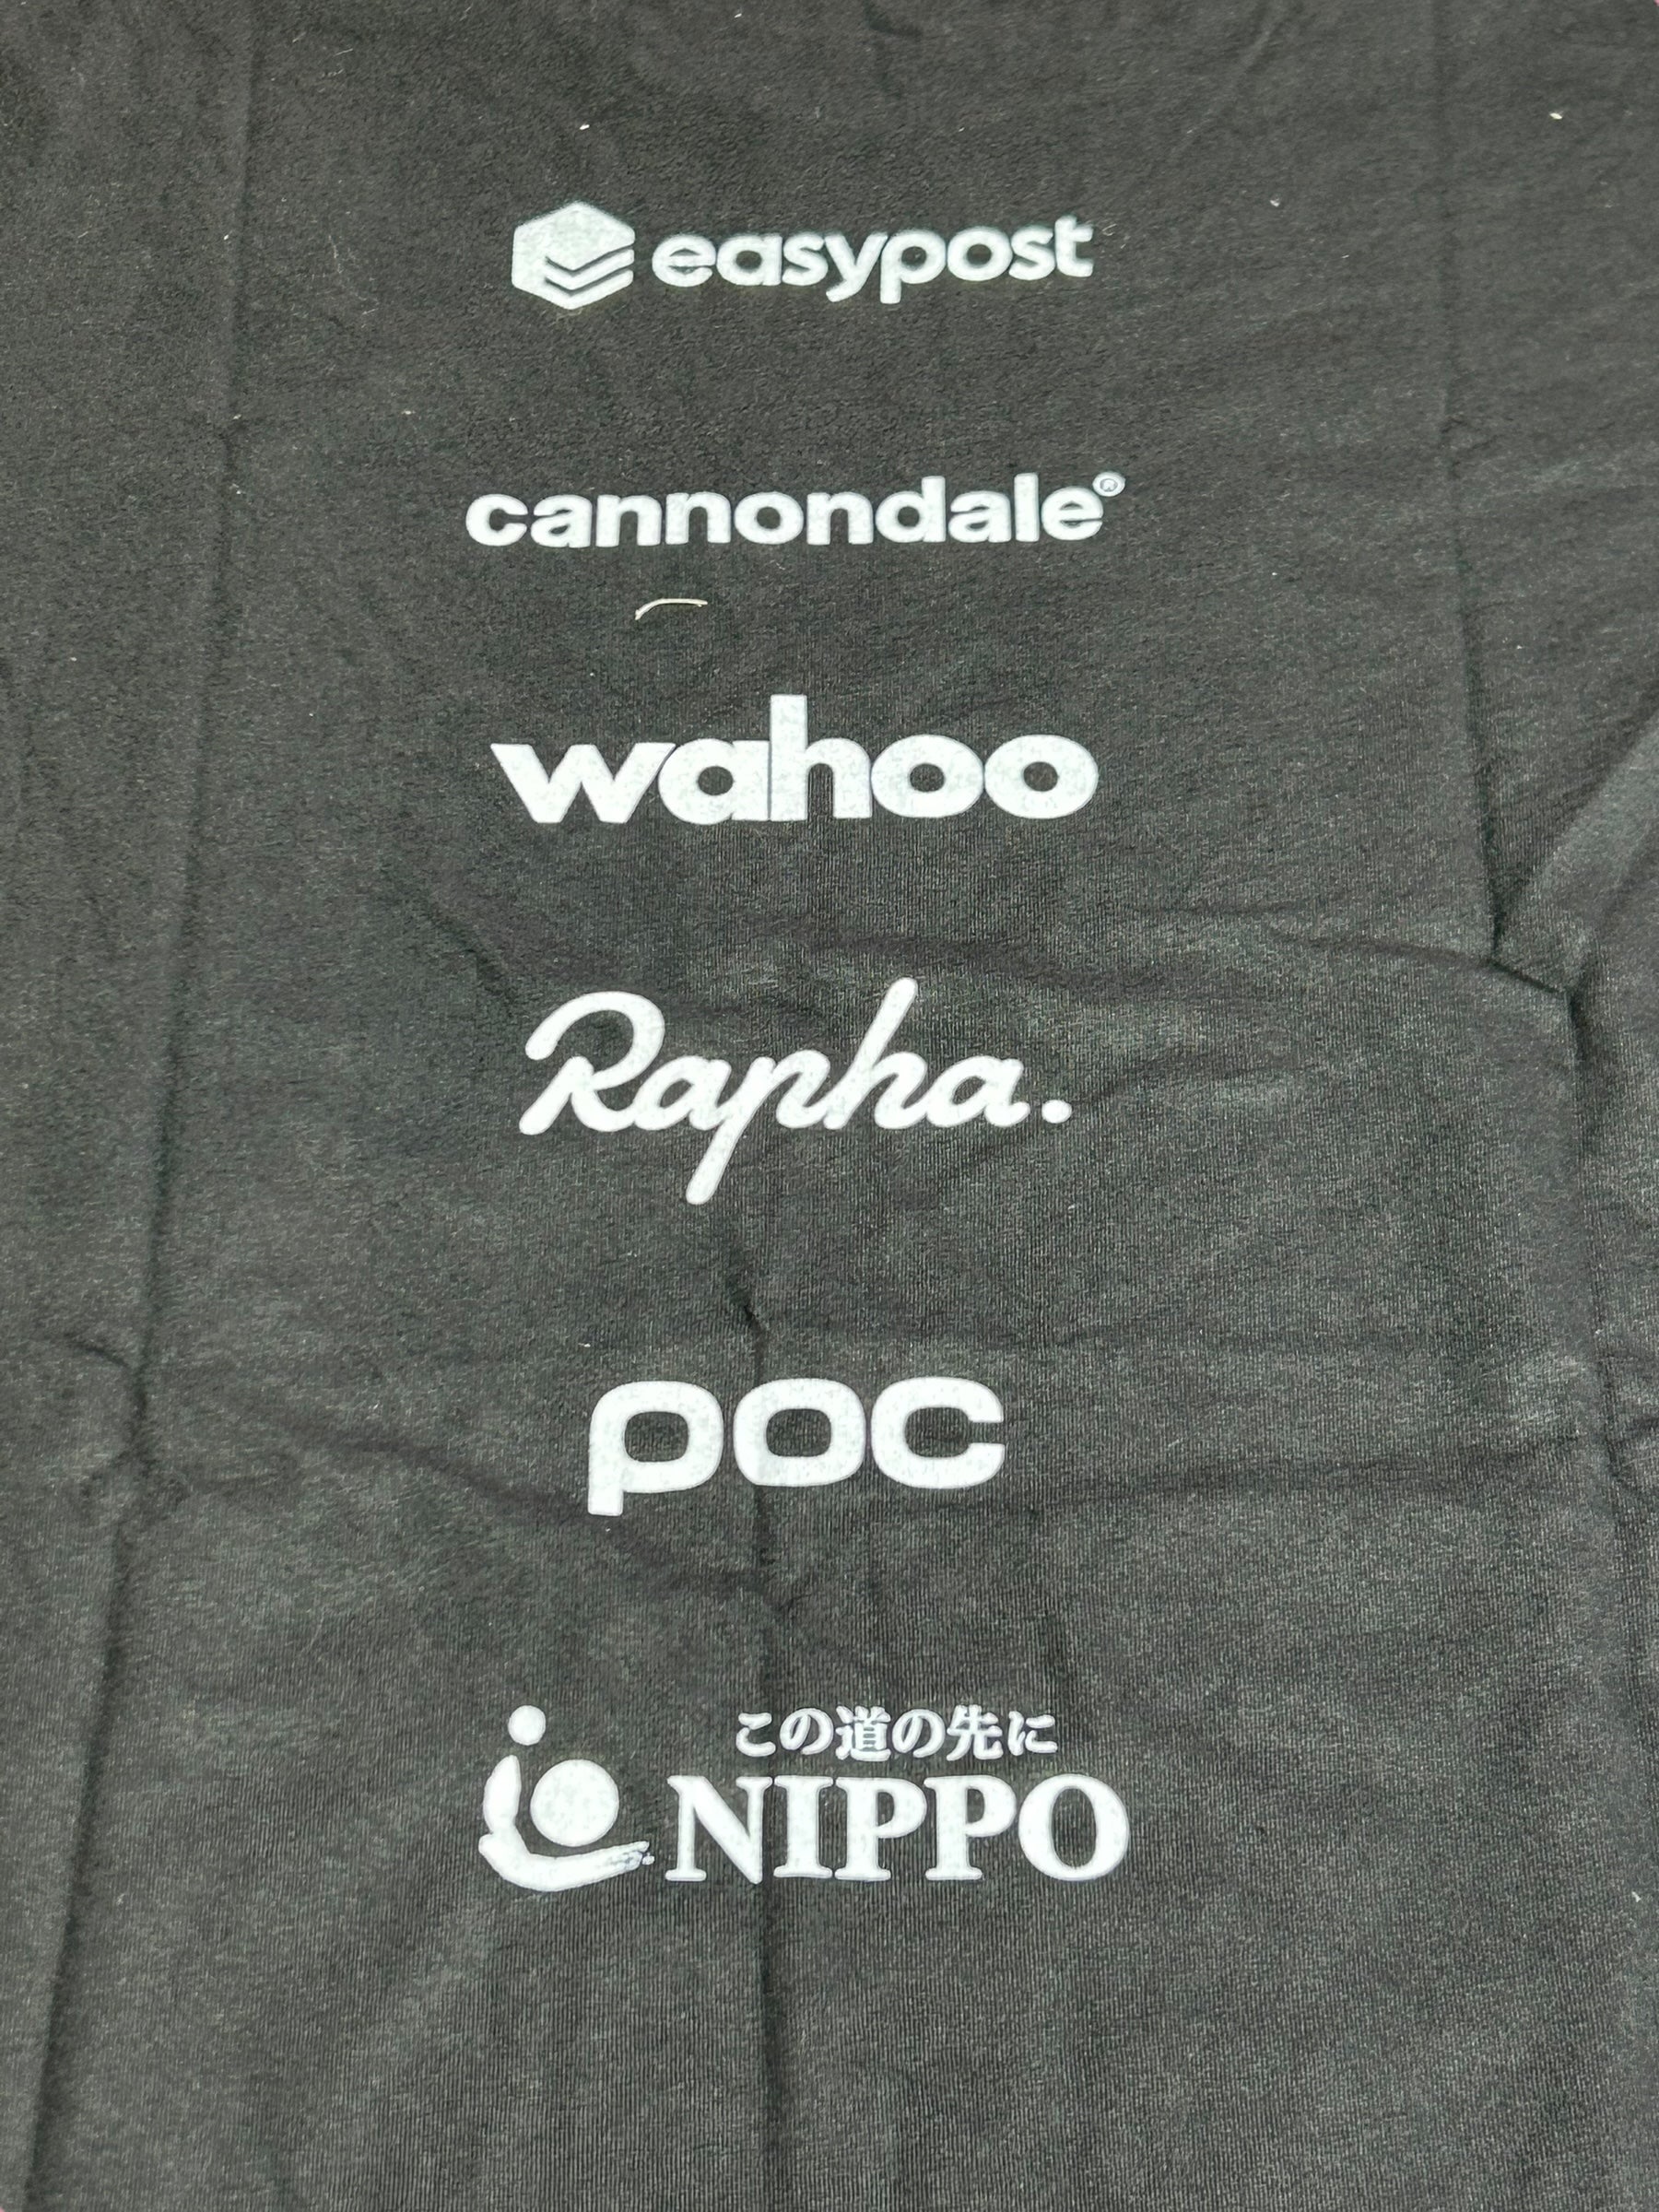 easypost
cannondale®
wahoo
Rapha.
POC
この道の先に
NIPPO